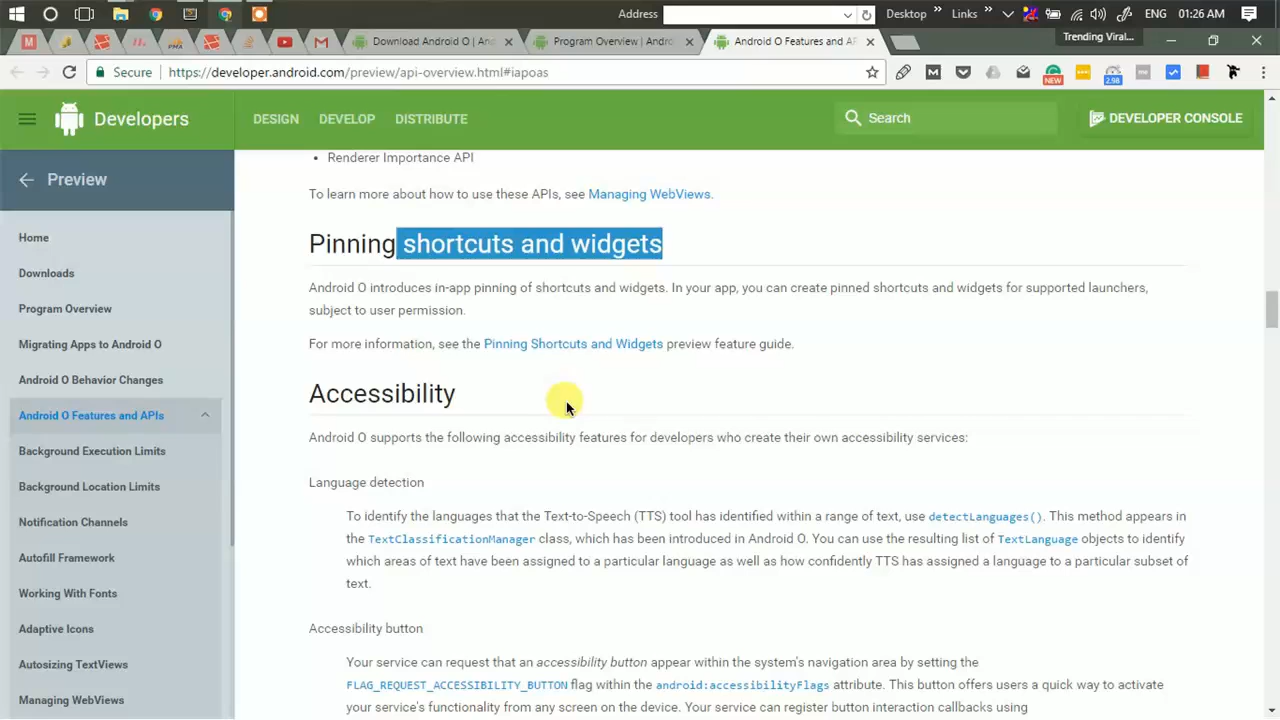 Address
Desktop
Links
ENG
01:26 AM
Download Android O | An
Program Overview | Andr
Android O Features and AP
Trending Viral...
Secure
https://developer.android.com/preview/api-overview.html#iapoas
NEW
2.98
Developers
DESIGN
DEVELOP
DISTRIBUTE
Search
DEVELOPER CONSOLE
Preview
Home
Downloads
Program Overview
Migrating Apps to Android O
Android O Behavior Changes
Android O Features and APIs
Background Execution Limits
Background Location Limits
Notification Channels
Autofill Framework
Working With Fonts
Adaptive Icons
Autosizing TextViews
Managing WebViews
• Renderer Importance API
To learn more about how to use these APIs, see Managing WebViews.
Pinning shortcuts and widgets
Android O introduces in-app pinning of shortcuts and widgets. In your app, you can create pinned shortcuts and widgets for supported launchers,
subject to user permission.
For more information, see the Pinning Shortcuts and Widgets preview feature guide.
Accessibility
Android O supports the following accessibility features for developers who create their own accessibility services:
Language detection
To identify the languages that the Text-to-Speech (TTS) tool has identified within a range of text, use detectLanguages(). This method appears in
the TextClassificationManager class, which has been introduced in Android O. You can use the resulting list of TextLanguage objects to identify
which areas of text have been assigned to a particular language as well as how confidently TTS has assigned a language to a particular subset of
text.
Accessibility button
Your service can request that an accessibility button appear within the system's navigation area by setting the
FLAG_REQUEST_ACCESSIBILITY_BUTTON flag within the android:accessibilityFlags attribute. This button offers users a quick way to activate
your service's functionality from any screen on the device. Your service can register button interaction callbacks using